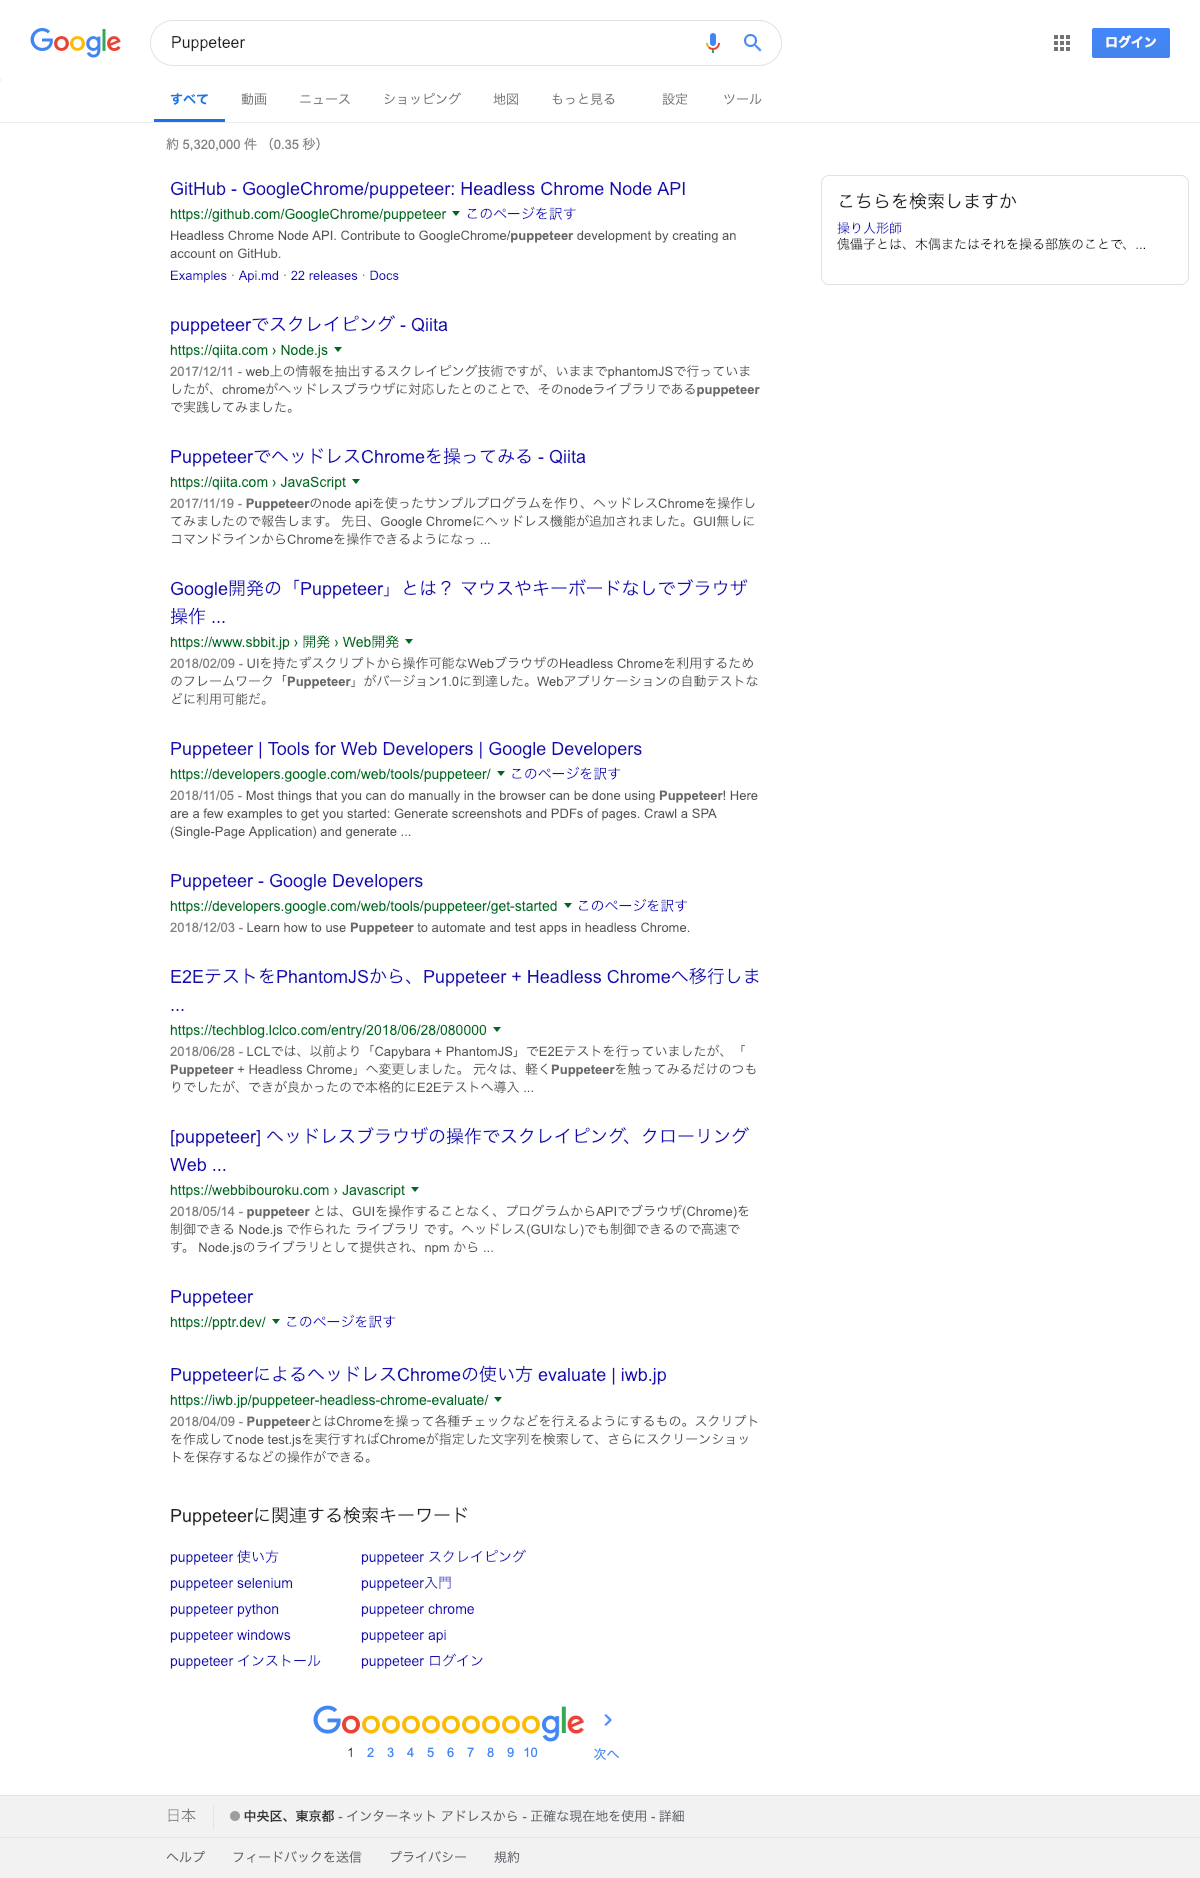 Google
Puppeteer
ログイン
すべて 動画 ニュース ショッピング 地図 もっと見る 設定 ツール
約 5,320,000 件 （0.35 秒）
GitHub - GoogleChrome/puppeteer: Headless Chrome Node API
https://github.com/GoogleChrome/puppeteer ▼ このページを訳す
Headless Chrome Node API. Contribute to GoogleChrome/puppeteer development by creating an
account on GitHub.
Examples · Api.md · 22 releases · Docs
こちらを検索しますか
操り人形師
傀儡子とは、木偶またはそれを操る部族のことで、...
puppeteerでスクレイピング - Qiita
https://qiita.com › Node.js ▼
2017/12/11 - web上の情報を抽出するスクレイピング技術ですが、いままでphantomJSで行っていま
したが、chromeがヘッドレスブラウザに対応したとのことで、そのnodeライブラリであるpuppeteer
で実践してみました。
PuppeteerでヘッドレスChromeを操ってみる - Qiita
https://qiita.com › JavaScript ▼
2017/11/19 - Puppeteerのnode apiを使ったサンプルプログラムを作り、ヘッドレスChromeを操作し
てみましたので報告します。 先日、Google Chromeにヘッドレス機能が追加されました。GUI無しに
コマンドラインからChromeを操作できるようになっ ...
Google開発の「Puppeteer」とは？ マウスやキーボードなしでブラウザ
操作 ...
https://www.sbbit.jp › 開発 › Web開発 ▼
2018/02/09 - UIを持たずスクリプトから操作可能なWebブラウザのHeadless Chromeを利用するため
のフレームワーク「Puppeteer」がバージョン1.0に到達した。Webアプリケーションの自動テストな
どに利用可能だ。
Puppeteer | Tools for Web Developers | Google Developers
https://developers.google.com/web/tools/puppeteer/ ▼ このページを訳す
2018/11/05 - Most things that you can do manually in the browser can be done using Puppeteer! Here
are a few examples to get you started: Generate screenshots and PDFs of pages. Crawl a SPA
(Single-Page Application) and generate ...
Puppeteer - Google Developers
https://developers.google.com/web/tools/puppeteer/get-started ▼ このページを訳す
2018/12/03 - Learn how to use Puppeteer to automate and test apps in headless Chrome.
E2EテストをPhantomJSから、Puppeteer + Headless Chromeへ移行しま
...
https://techblog.lclco.com/entry/2018/06/28/080000 ▼
2018/06/28 - LCLでは、以前より「Capybara + PhantomJS」でE2Eテストを行っていましたが、「
Puppeteer + Headless Chrome」へ変更しました。 元々は、軽くPuppeteerを触ってみるだけのつも
りでしたが、できが良かったので本格的にE2Eテストへ導入 ...
[puppeteer] ヘッドレスブラウザの操作でスクレイピング、クローリング
Web ...
https://webbibouroku.com › Javascript ▼
2018/05/14 - puppeteer とは、GUIを操作することなく、プログラムからAPIでブラウザ(Chrome)を
制御できる Node.js で作られた ライブラリ です。ヘッドレス(GUIなし)でも制御できるので高速で
す。 Node.jsのライブラリとして提供され、npm から ...
Puppeteer
https://pptr.dev/ ▼ このページを訳す
PuppeteerによるヘッドレスChromeの使い方 evaluate | iwb.jp
https://iwb.jp/puppeteer-headless-chrome-evaluate/ ▼
2018/04/09 - PuppeteerとはChromeを操って各種チェックなどを行えるようにするもの。スクリプト
を作成してnode test.jsを実行すればChromeが指定した文字列を検索して、さらにスクリーンショッ
トを保存するなどの操作ができる。
Puppeteerに関連する検索キーワード
puppeteer 使い方 puppeteer スクレイピング
puppeteer selenium puppeteer入門
puppeteer python puppeteer chrome
puppeteer windows puppeteer api
puppeteer インストール puppeteer ログイン
Goooooooooogle
1 2 3 4 5 6 7 8 9 10 次へ
日本 中央区、東京都 - インターネット アドレスから - 正確な現在地を使用 - 詳細
ヘルプ フィードバックを送信 プライバシー 規約